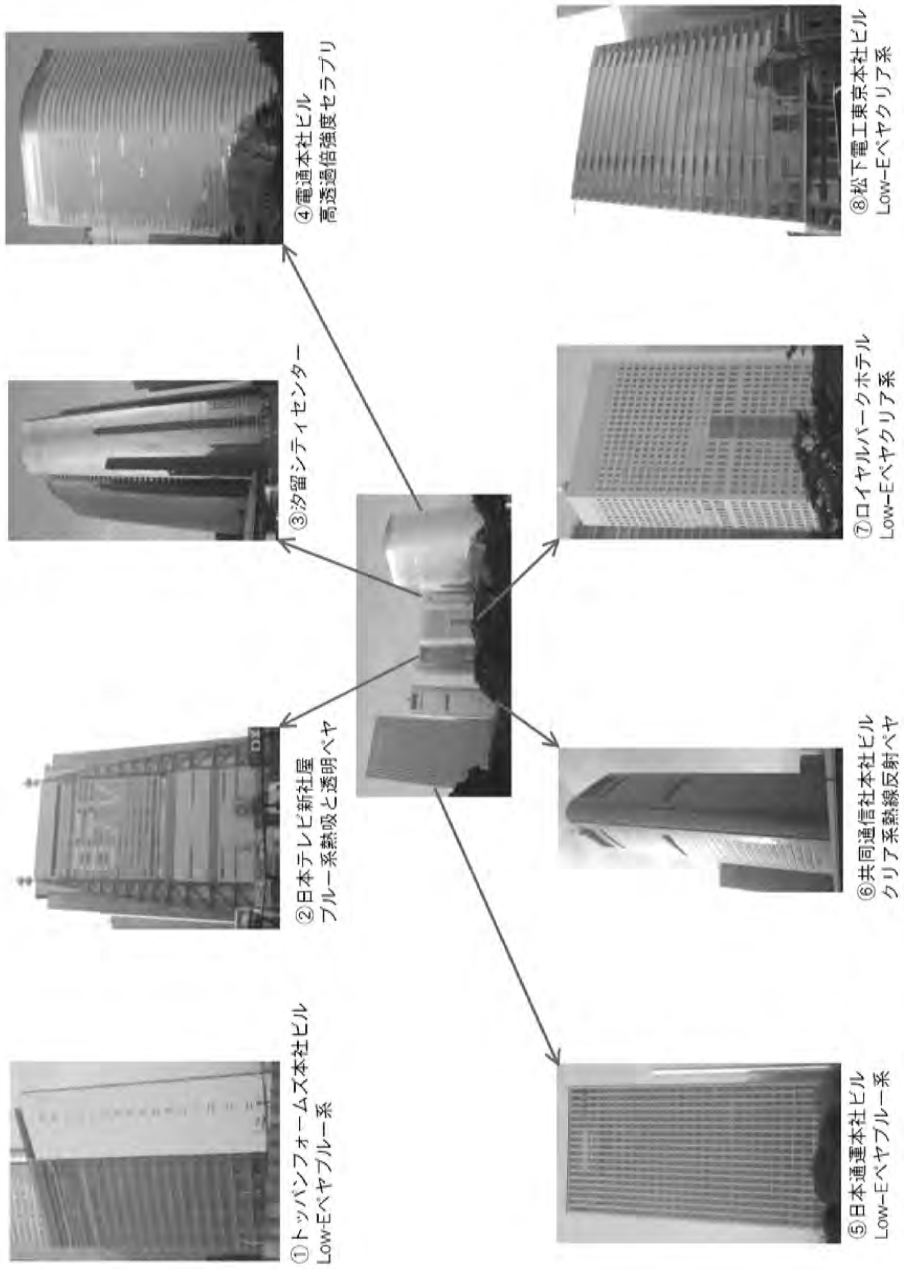 ①トッパンフォームズ本社ビル
Low-Eペヤブルー系
②日本テレビ新社屋
ブルー系熱吸と透明ペヤ
③汐留シティセンター
④電通本社ビル
高透過倍強度セラプリ
⑤日本通運本社ビル
Low-Eペヤブルー系
⑥共同通信社本社ビル
クリア系熱線反射ペヤ
⑦ロイヤルパークホテル
Low-Eペヤクリア系
⑧松下電工東京本社ビル
Low-Eペヤクリア系